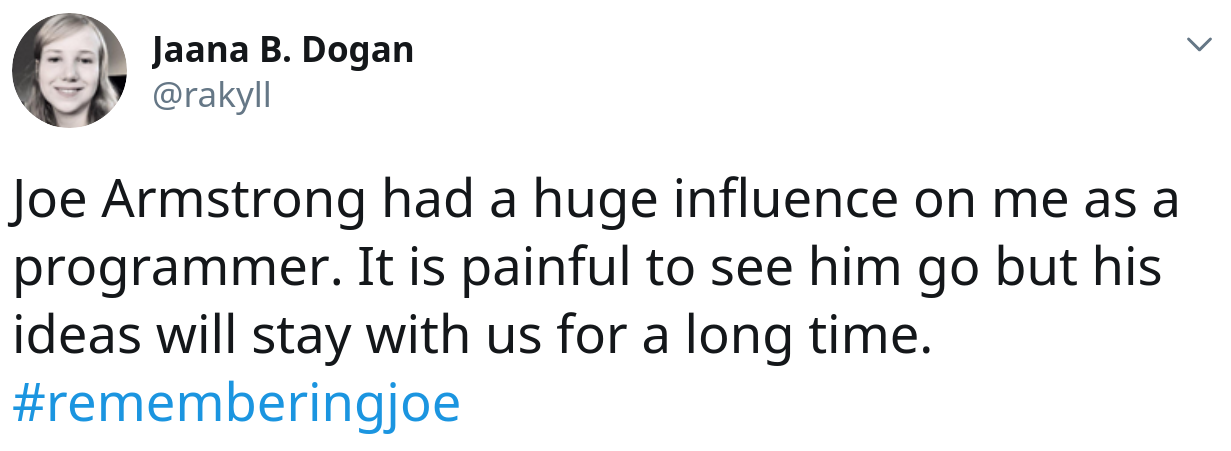 Jaana B. Dogan
@rakyll
Joe Armstrong had a huge influence on me as a
programmer. It is painful to see him go but his
ideas will stay with us for a long time.
#rememberingjoe